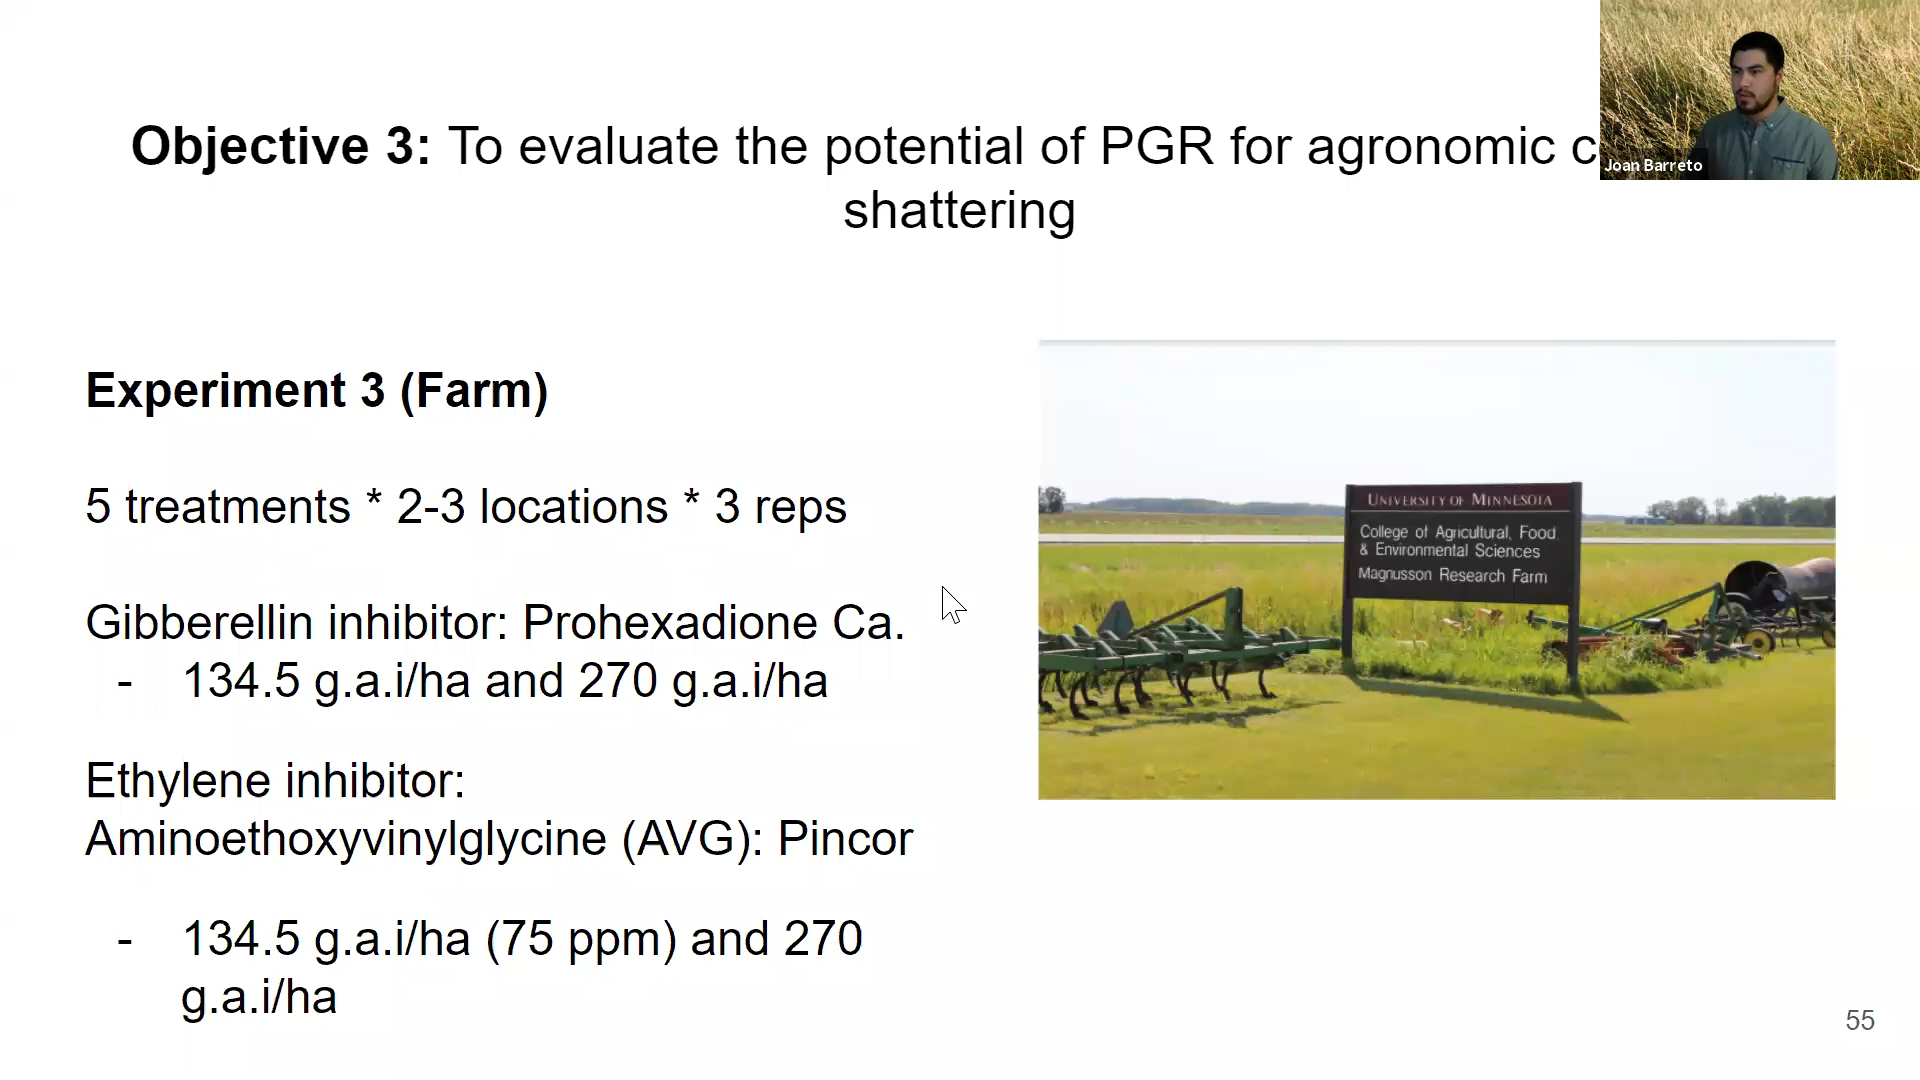 Objective 3: To evaluate the potential of PGR for agronomic
shattering
Joan Barreto
Experiment 3 (Farm)
5 treatments * 2-3 locations * 3 reps
Gibberellin inhibitor: Prohexadione Ca.
- 134.5 g.a.i/ha and 270 g.a.i/ha
Ethylene inhibitor:
Aminoethoxyvinylglycine (AVG): Pincor
- 134.5 g.a.i/ha (75 ppm) and 270
g.a.i/ha
UNIVERSITY OF MINNESOTA
College of Agricultural, Food
& Environmental Sciences
Magnusson Research Farm
55